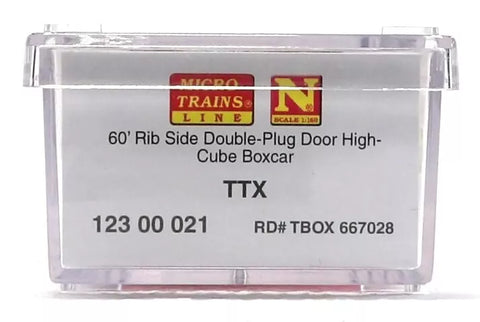 MICRO
TRAINS®
LINE
N®
SCALE 1:160
60' Rib Side Double-Plug Door High-
Cube Boxcar
TTX
123 00 021
RD# TBOX 667028